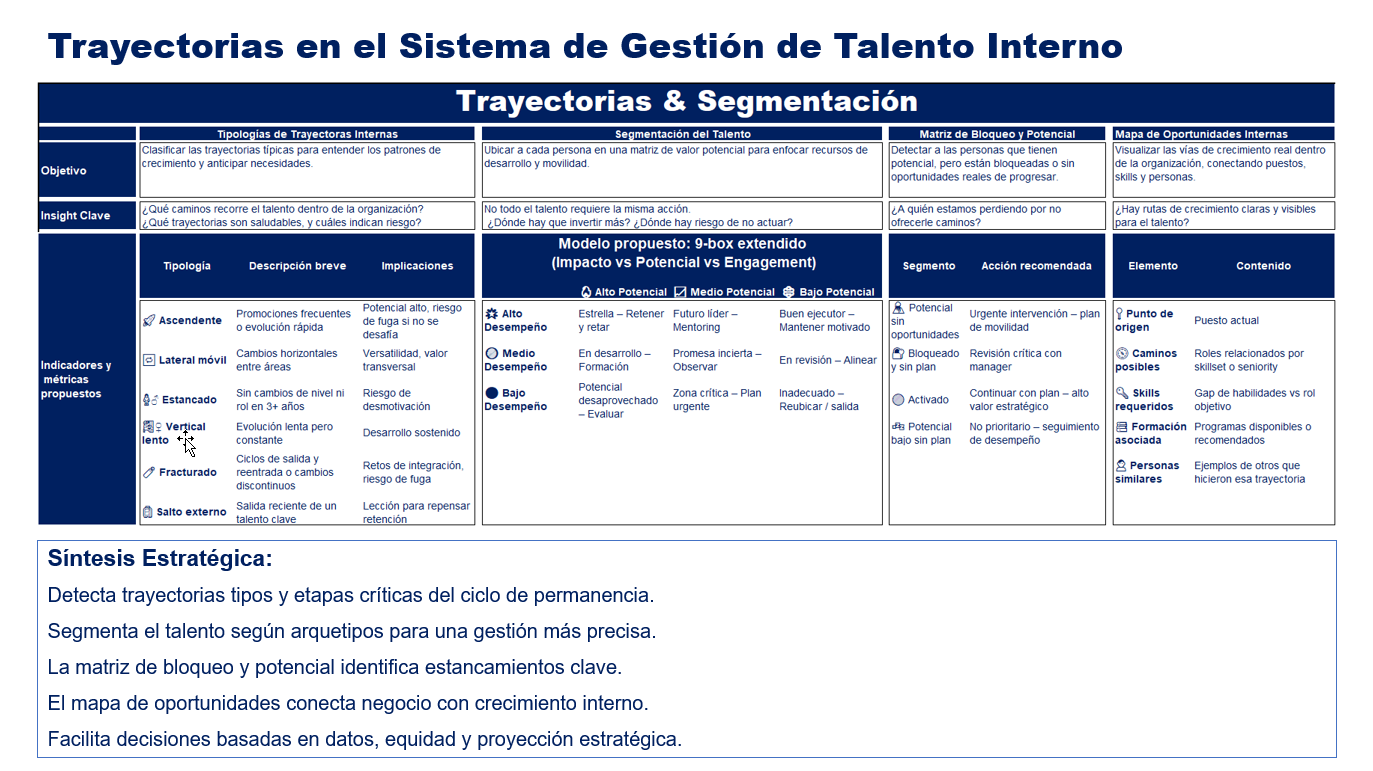 Trayectorias en el Sistema de Gestión de Talento Interno
Trayectorias & Segmentación
Tipologías de Trayectoras Internas
Segmentación del Talento
Matriz de Bloqueo y Potencial
Mapa de Oportunidades Internas
Objetivo
Clasificar las trayectorias típicas para entender los patrones de
crecimiento y anticipar necesidades.
Ubicar a cada persona en una matriz de valor potencial para enfocar recursos de
desarrollo y movilidad.
Detectar a las personas que tienen
potencial, pero están bloqueadas o sin
oportunidades reales de progresar.
Visualizar las vías de crecimiento real dentro
de la organización, conectando puestos,
skills y personas.
Insight Clave
¿Qué caminos recorre el talento dentro de la organización?
¿Qué trayectorias son saludables, y cuáles indican riesgo?
No todo el talento requiere la misma acción.
¿Dónde hay que invertir más? ¿Dónde hay riesgo de no actuar?
¿A quién estamos perdiendo por no
ofrecerle caminos?
¿Hay rutas de crecimiento claras y visibles
para el talento?
Indicadores y
métricas
propuestos
Tipología
Descripción breve
Implicaciones
Ascendente
Promociones frecuentes
o evolución rápida
Potencial alto, riesgo
de fuga si no se
desafía
Lateral móvil
Cambios horizontales
entre áreas
Versatilidad, valor
transversal
Estancado
Sin cambios de nivel ni
rol en 3+ años
Riesgo de
desmotivación
Vertical
lento
Evolución lenta pero
constante
Desarrollo sostenido
Fracturado
Ciclos de salida y
reentrada o cambios
discontinuos
Retos de integración,
riesgo de fuga
Salto externo
Salida reciente de un
talento clave
Lección para repensar
retención
Modelo propuesto: 9-box extendido
(Impacto vs Potencial vs Engagement)
Alto Potencial
Medio Potencial
Bajo Potencial
Alto
Desempeño
Estrella – Retener
y retar
Futuro líder –
Mentoring
Buen ejecutor –
Mantener motivado
Medio
Desempeño
En desarrollo –
Formación
Promesa incierta –
Observar
En revisión – Alinear
Bajo
Desempeño
Potencial
desaprovechado
– Evaluar
Zona crítica – Plan
urgente
Inadecuado –
Reubicar / salida
Segmento
Acción recomendada
Potencial
sin
oportunidades
Urgente intervención – plan
de movilidad
Bloqueado
y sin plan
Revisión crítica con
manager
Activado
Continuar con plan – alto
valor estratégico
Potencial
bajo sin plan
No prioritario – seguimiento
de desempeño
Elemento
Contenido
Punto de
origen
Puesto actual
Caminos
posibles
Roles relacionados por
skillset o seniority
Skills
requeridos
Gap de habilidades vs rol
objetivo
Formación
asociada
Programas disponibles o
recomendados
Personas
similares
Ejemplos de otros que
hicieron esa trayectoria
Síntesis Estratégica:
Detecta trayectorias tipos y etapas críticas del ciclo de permanencia.
Segmenta el talento según arquetipos para una gestión más precisa.
La matriz de bloqueo y potencial identifica estancamientos clave.
El mapa de oportunidades conecta negocio con crecimiento interno.
Facilita decisiones basadas en datos, equidad y proyección estratégica.